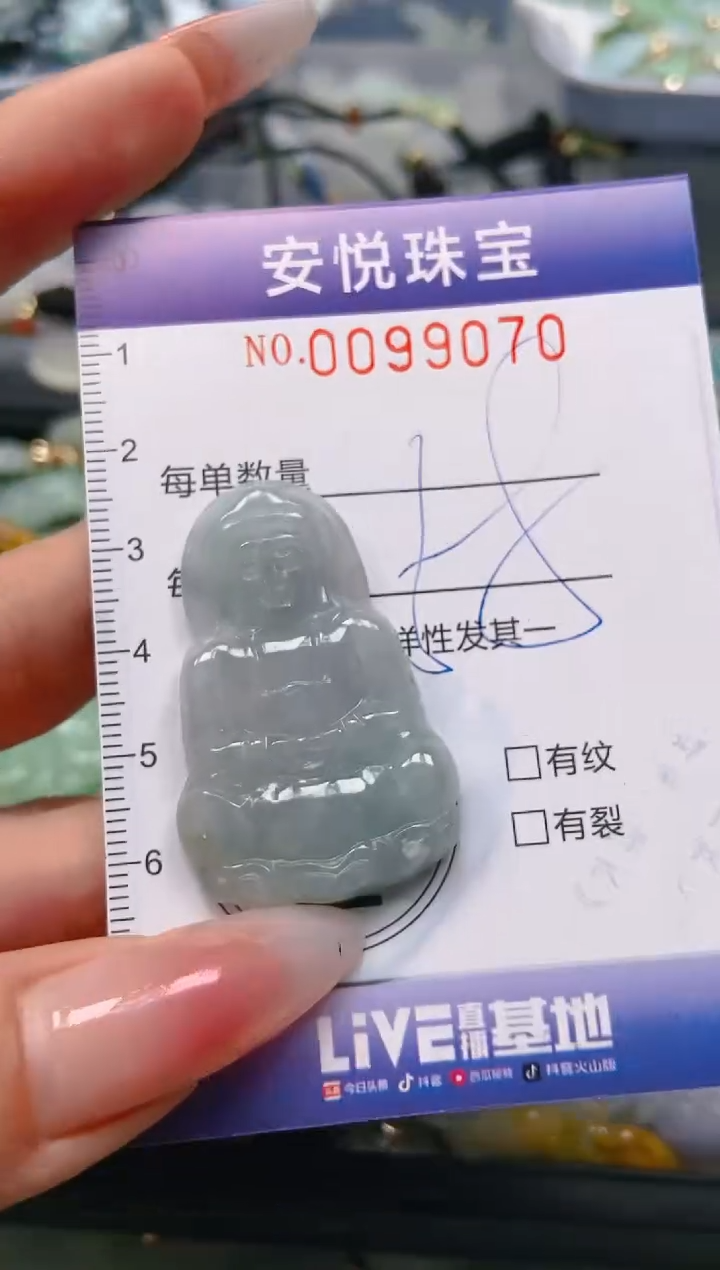 安悦珠宝
NO.0099070
1
2
每单数量
3
4
样性发其一
5
□有纹
□有裂
6
LiVE直播基地
今日头条 抖音 西瓜视频 抖音火山版